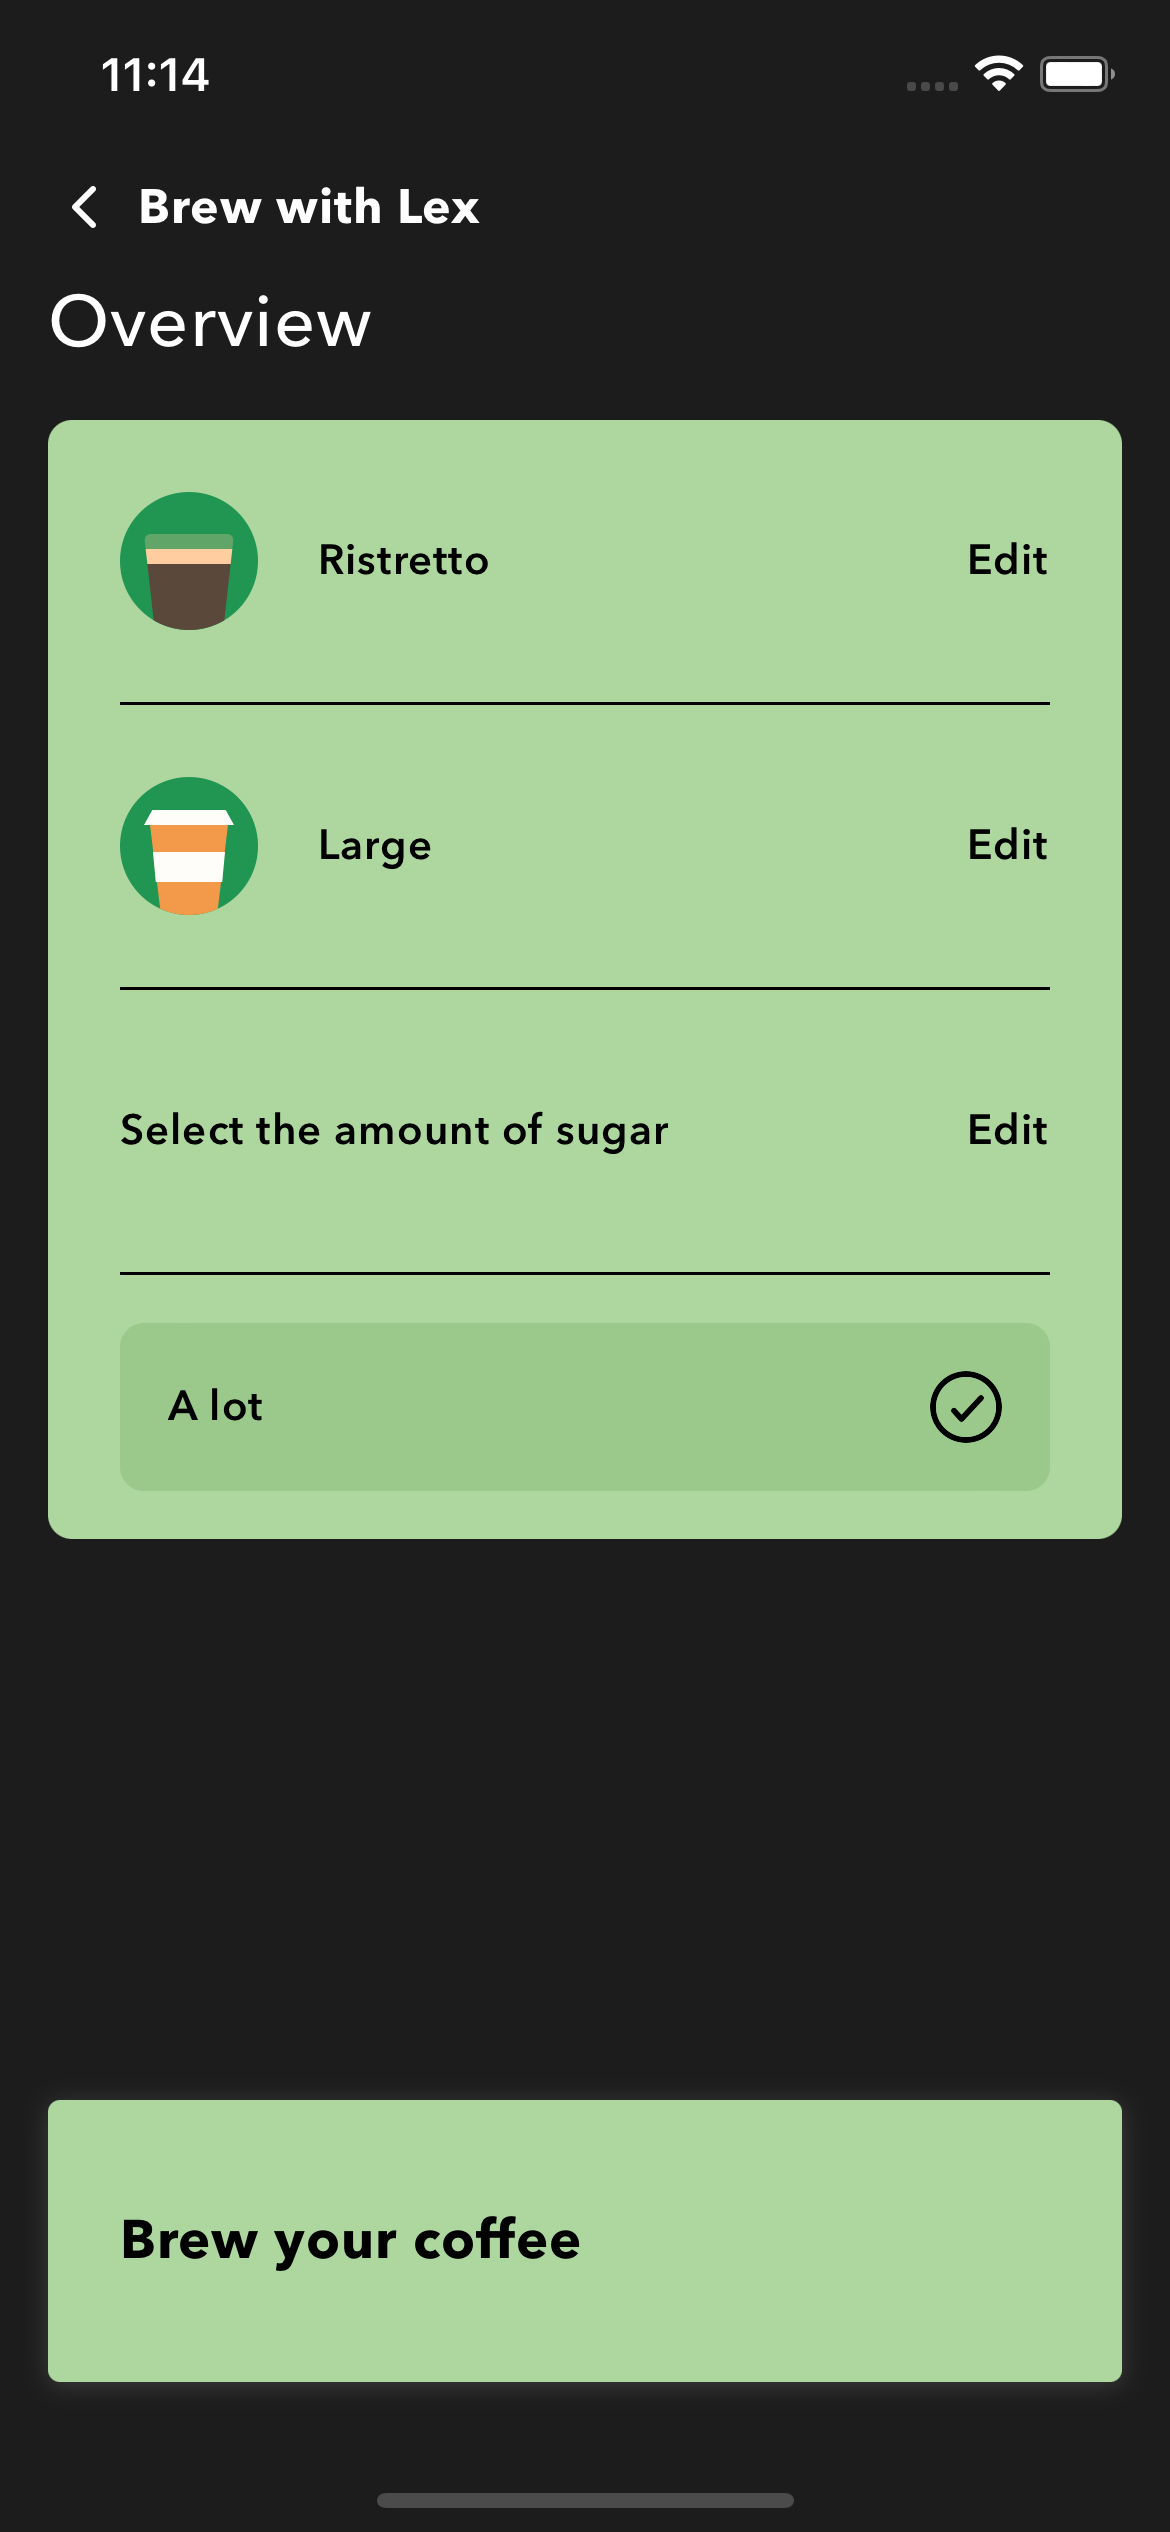 11:14
Brew with Lex
Overview
Ristretto Edit
Large Edit
Select the amount of sugar Edit
A lot
Brew your coffee